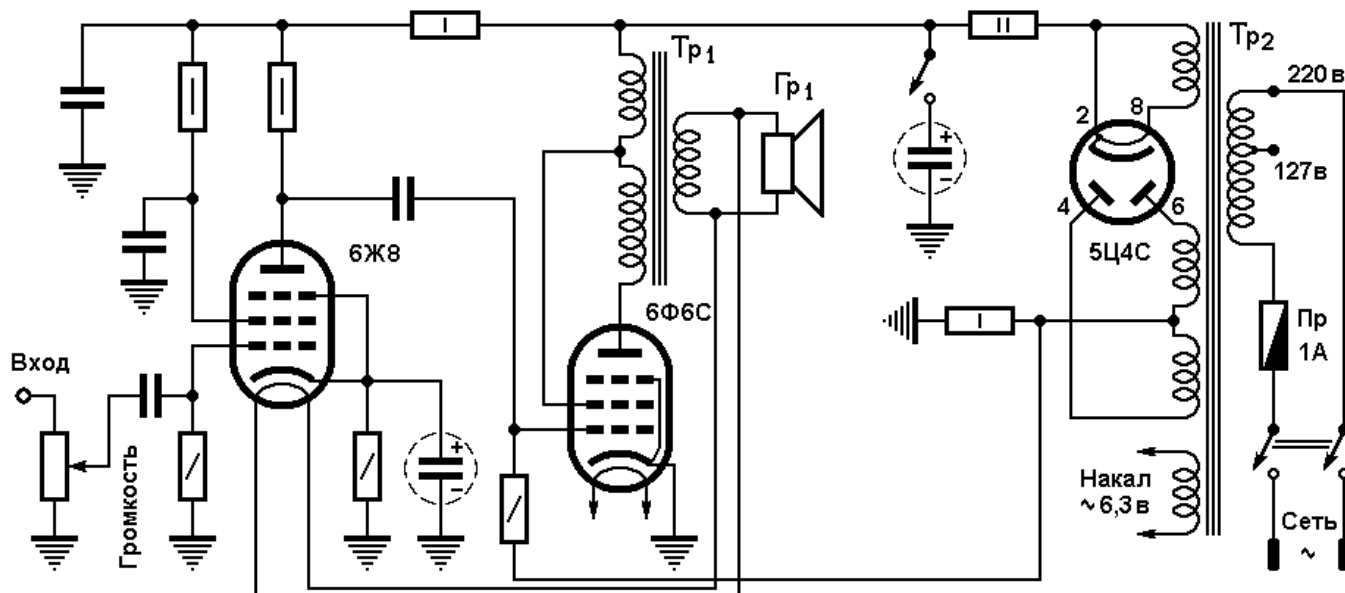 I
II
Тр1
Тр2
Гр1
220 в
127в
2
8
4
6
5Ц4С
6Ж8
6Ф6С
I
Пр
1А
Вход
Громкость
+
−
+
−
Накал
~ 6,3 в
Сеть
~